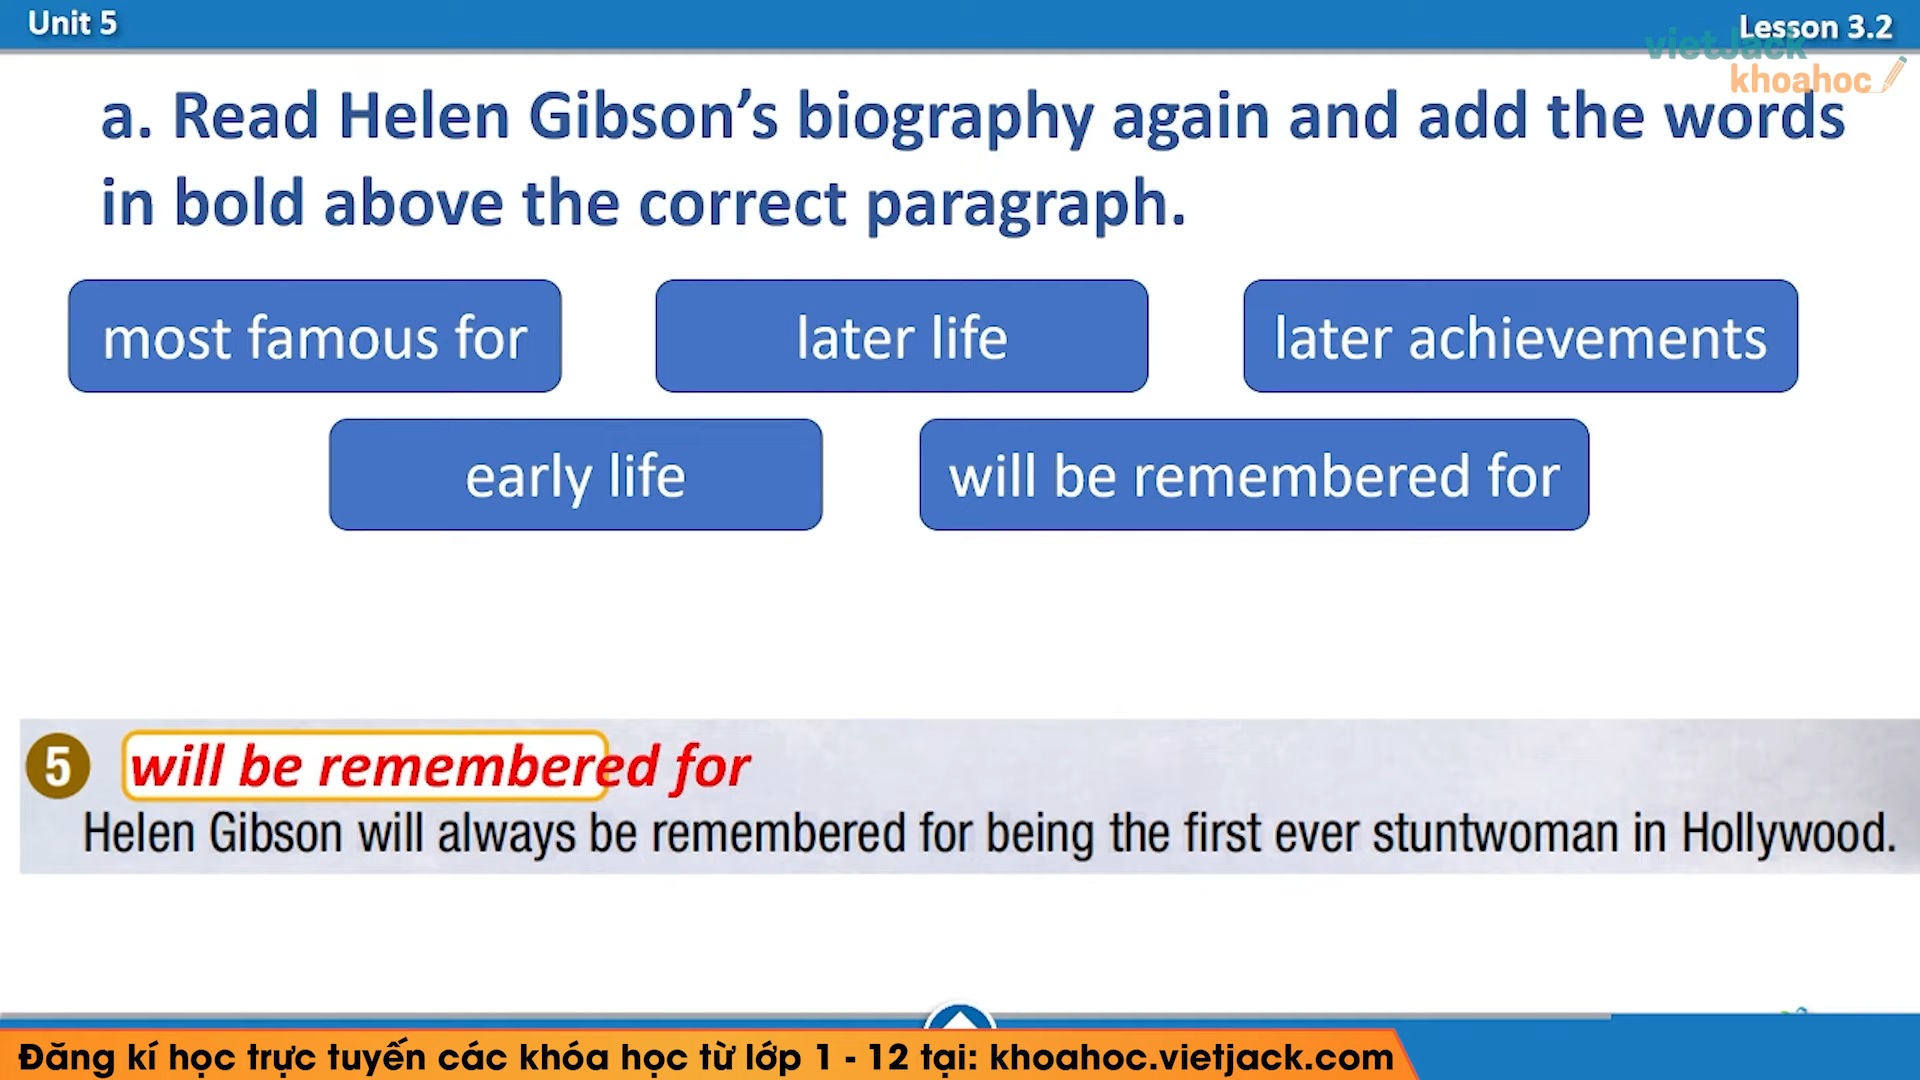 Unit 5
Lesson 3.2
vietJack
khoahoc
a. Read Helen Gibson’s biography again and add the words
in bold above the correct paragraph.
most famous for
later life
later achievements
early life
will be remembered for
5 will be remembered for
Helen Gibson will always be remembered for being the first ever stuntwoman in Hollywood.
Đăng kí học trực tuyến các khóa học từ lớp 1 - 12 tại: khoahoc.vietjack.com